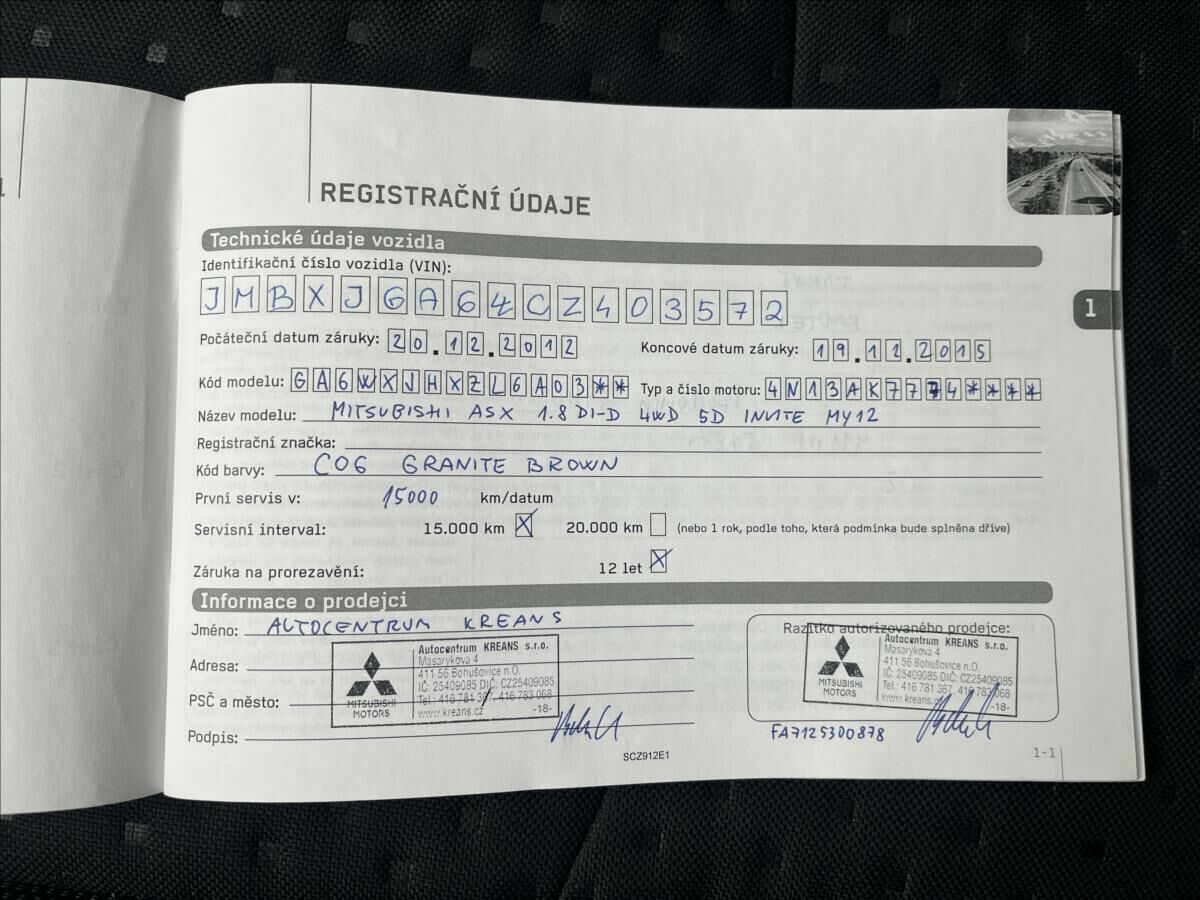 REGISTRAČNÍ ÚDAJE
Technické údaje vozidla
Identifikační číslo vozidla (VIN):
JMBXJGA64CZ403572
Počáteční datum záruky: 20.12.2012 Koncové datum záruky: 19.12.2015
Kód modelu: GA6WXJHXZL6A03** Typ a číslo motoru: 4N13AK7774****
Název modelu: MITSUBISHI ASX 1.8 DI-D 4WD 5D INVITE MY12
Registrační značka:
Kód barvy: C06 GRANITE BROWN
První servis v: 15000 km/datum
Servisní interval: 15.000 km X 20.000 km (nebo 1 rok, podle toho, která podmínka bude splněna dříve)
Záruka na prorezavění: 12 let X
Informace o prodejci
Jméno: AUTOCENTRUM KREANS
Adresa:
PSČ a město:
Podpis:
MITSUBISHI
MOTORS
Autocentrum KREANS s.r.o.
Masarykova 4
411 56 Bohušovice n.O.
IČ: 25409085 DIČ: CZ25409085
Tel.: 416 781 367, 416 783 068
www.kreans.cz -18-
Razítko autorizovaného prodejce:
MITSUBISHI
MOTORS
Autocentrum KREANS s.r.o.
Masarykova 4
411 56 Bohušovice n.O.
IČ: 25409085 DIČ: CZ25409085
Tel.: 416 781 367, 416 783 068
www.kreans.cz -18-
FA7125300878
SCZ912E1
1-1
1